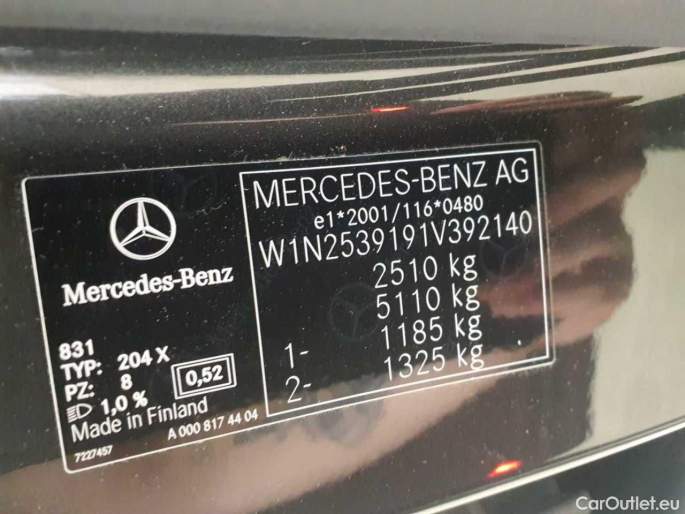 Mercedes-Benz
831
TYP: 204 X
PZ: 8
1,0 %
0,52
Made in Finland
A 000 817 44 04
7227457
MERCEDES-BENZ AG
e1*2001/116*0480
W1N2539191V392140
2510 kg
5110 kg
1- 1185 kg
2- 1325 kg
CarOutlet.eu